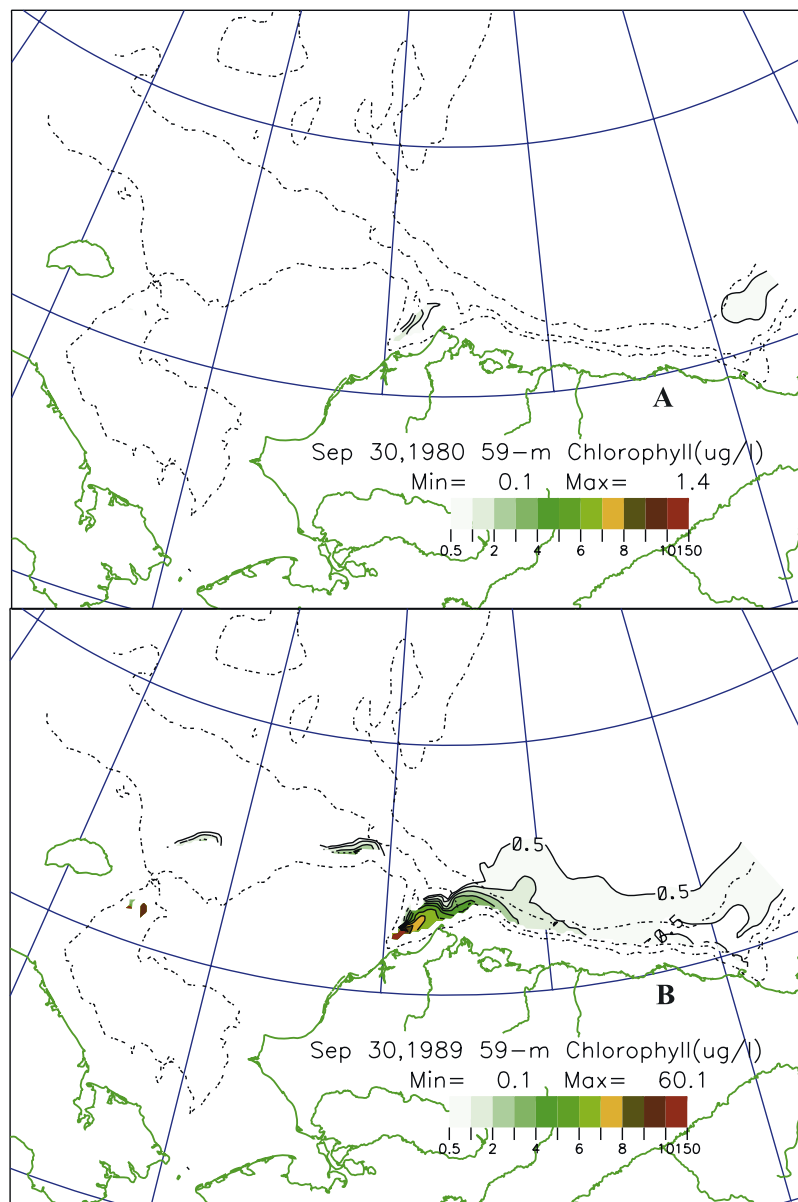 A
Sep 30,1980 59-m Chlorophyll(ug/l)
Min= 0.1 Max= 1.4
0.5 2 4 6 8 10150
0.5
0.5
0.5
B
Sep 30,1989 59-m Chlorophyll(ug/l)
Min= 0.1 Max= 60.1
0.5 2 4 6 8 10150